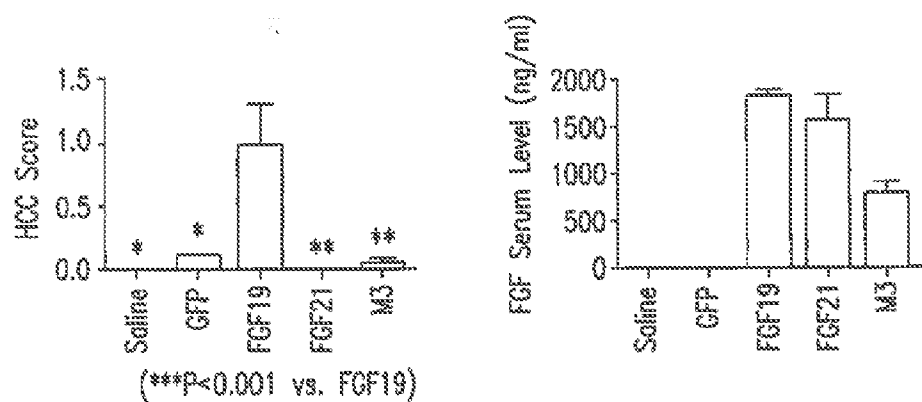 HCC Score
1.5
1.0
0.5
0.0
*
*
**
**
Saline
GFP
FGF19
FGF21
M3
(***P<0.001 vs. FGF19)
FGF Serum Level (ng/ml)
2000
1500
1000
500
0
Saline
GFP
FGF19
FGF21
M3